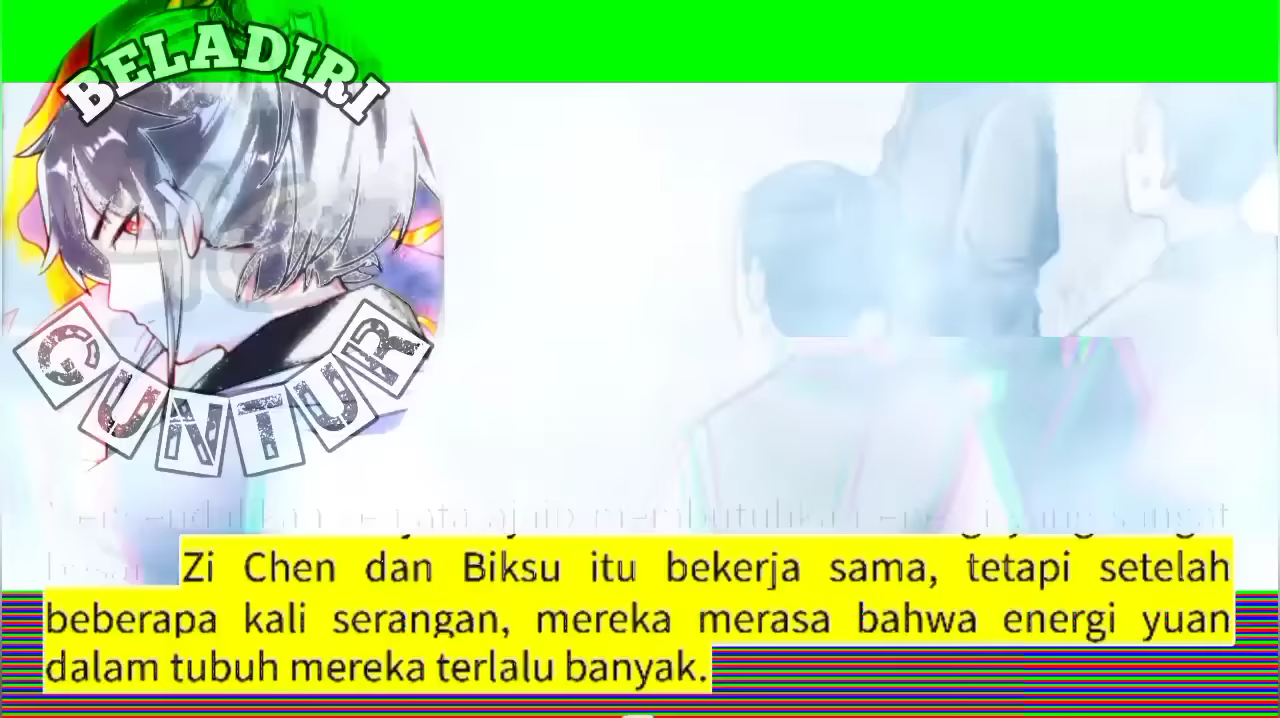 BELADIRI
GUNTUR
Zi Chen dan Biksu itu bekerja sama, tetapi setelah
beberapa kali serangan, mereka merasa bahwa energi yuan
dalam tubuh mereka terlalu banyak.